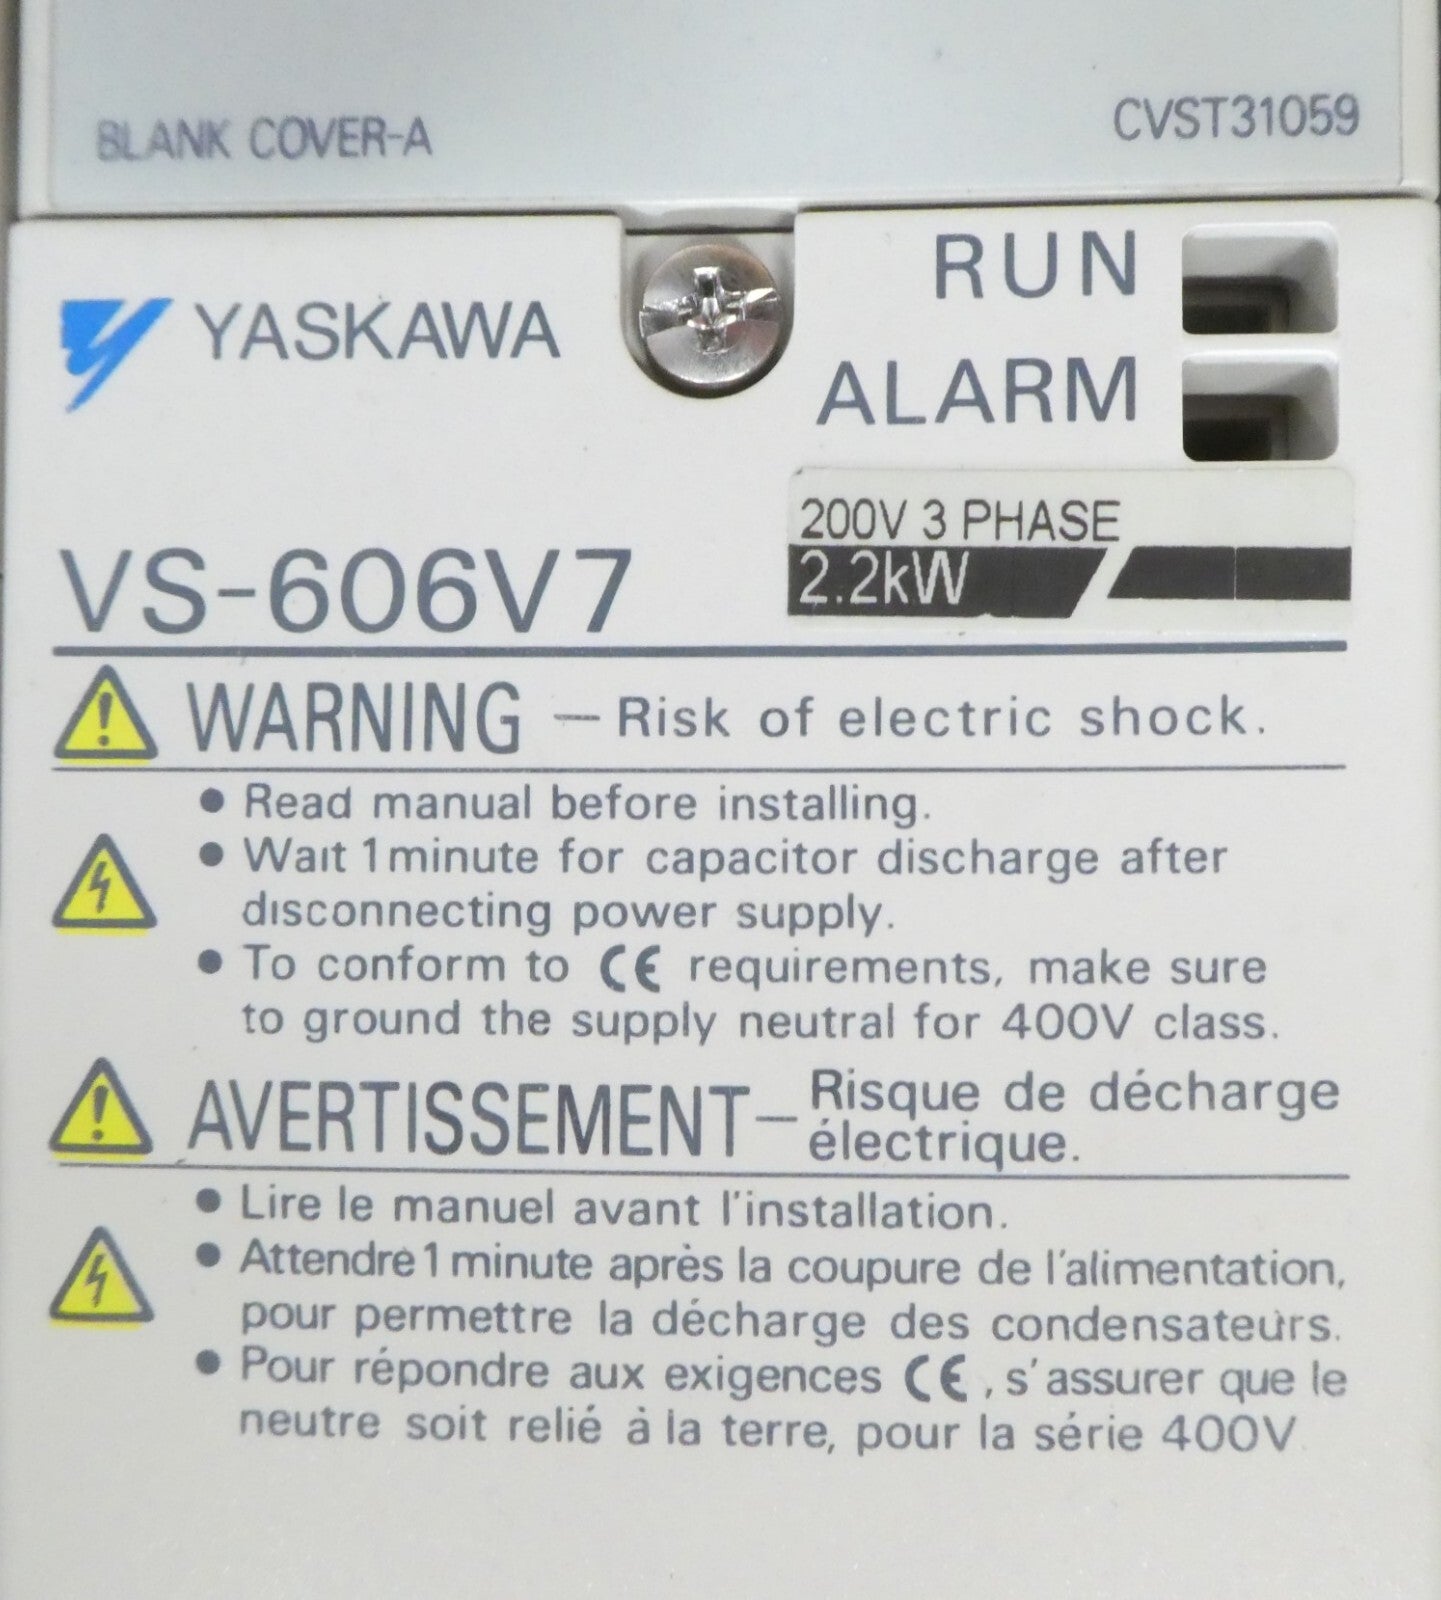 BLANK COVER-A
CVST31059
RUN
YASKAWA
ALARM
200V 3 PHASE
2.2kW
VS-606V7
WARNING — Risk of electric shock.
● Read manual before installing.
● Wait 1 minute for capacitor discharge after
disconnecting power supply.
● To conform to CE requirements, make sure
to ground the supply neutral for 400V class.
AVERTISSEMENT — Risque de décharge
électrique.
● Lire le manuel avant l'installation.
● Attendre 1 minute après la coupure de l'alimentation,
pour permettre la décharge des condensateurs.
● Pour répondre aux exigences CE, s'assurer que le
neutre soit relié à la terre, pour la série 400V